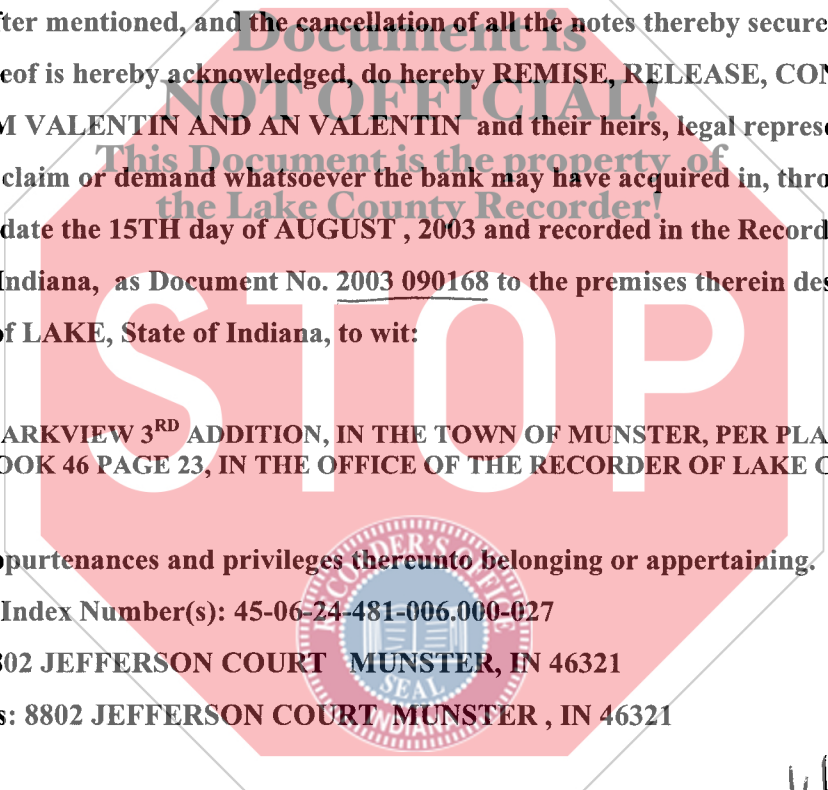 ter mentioned, and the cancellation of all the notes thereby secure
Document is
eof is hereby acknowledged, do hereby REMISE, RELEASE, CON
NOT OFFICIAL!
M VALENTIN AND AN VALENTIN and their heirs, legal repres
This Document is the property of
claim or demand whatsoever the bank may have acquired in, thro
the Lake County Recorder!
date the 15TH day of AUGUST , 2003 and recorded in the Record
Indiana, as Document No. 2003 090168 to the premises therein des
of LAKE, State of Indiana, to wit:
STOP
ARKVIEW 3RD ADDITION, IN THE TOWN OF MUNSTER, PER PLA
OOK 46 PAGE 23, IN THE OFFICE OF THE RECORDER OF LAKE C
ppurtenances and privileges thereunto belonging or appertaining.
RECORDER'S OFFICE
Index Number(s): 45-06-24-481-006.000-027
802 JEFFERSON COURT MUNSTER, IN 46321
SEAL
s: 8802 JEFFERSON COURT MUNSTER , IN 46321
INDIANA